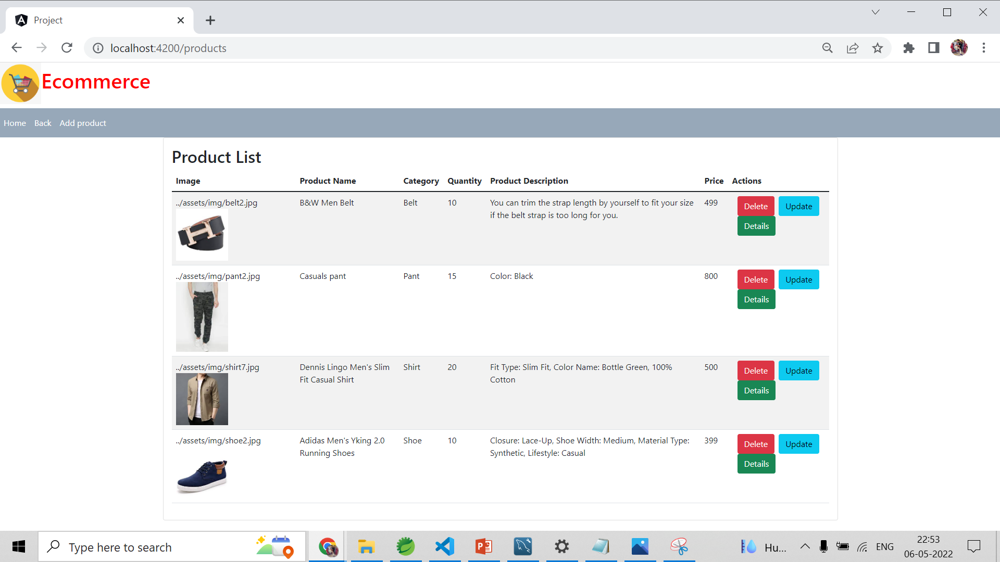 Project
localhost:4200/products
Ecommerce
Home Back Add product
Product List
Image Product Name Category Quantity Product Description Price Actions
../assets/img/belt2.jpg B&W Men Belt Belt 10 You can trim the strap length by yourself to fit your size 499 Delete Update
if the belt strap is too long for you.
Details
../assets/img/pant2.jpg Casuals pant Pant 15 Color: Black 800 Delete Update
Details
../assets/img/shirt7.jpg Dennis Lingo Men's Slim Shirt 20 Fit Type: Slim Fit, Color Name: Bottle Green, 100% 500 Delete Update
Fit Casual Shirt Cotton
Details
../assets/img/shoe2.jpg Adidas Men's Yking 2.0 Shoe 10 Closure: Lace-Up, Shoe Width: Medium, Material Type: 399 Delete Update
Running Shoes Synthetic, Lifestyle: Casual
Details
Type here to search
Hu... ENG
22:53
06-05-2022